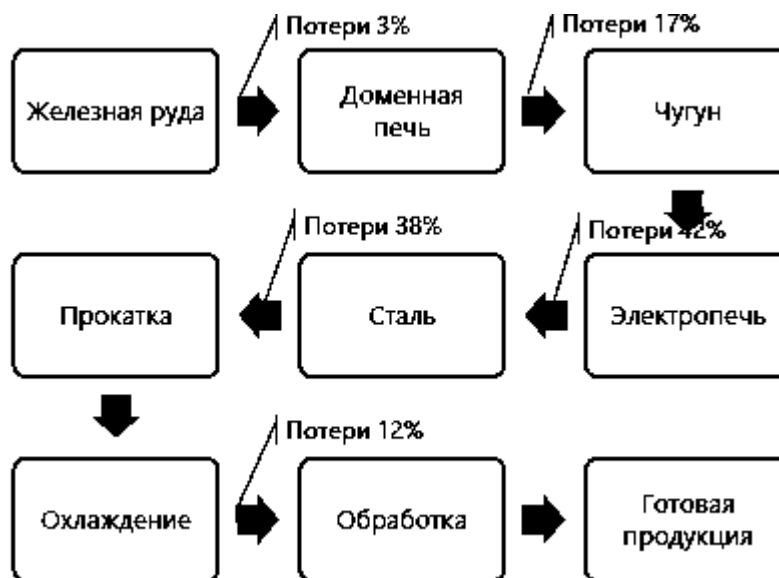 Потери 3%
Потери 17%
Железная руда
Доменная
печь
Чугун
Потери 38%
Потери 42%
Прокатка
Сталь
Электропечь
Потери 12%
Охлаждение
Обработка
Готовая
продукция